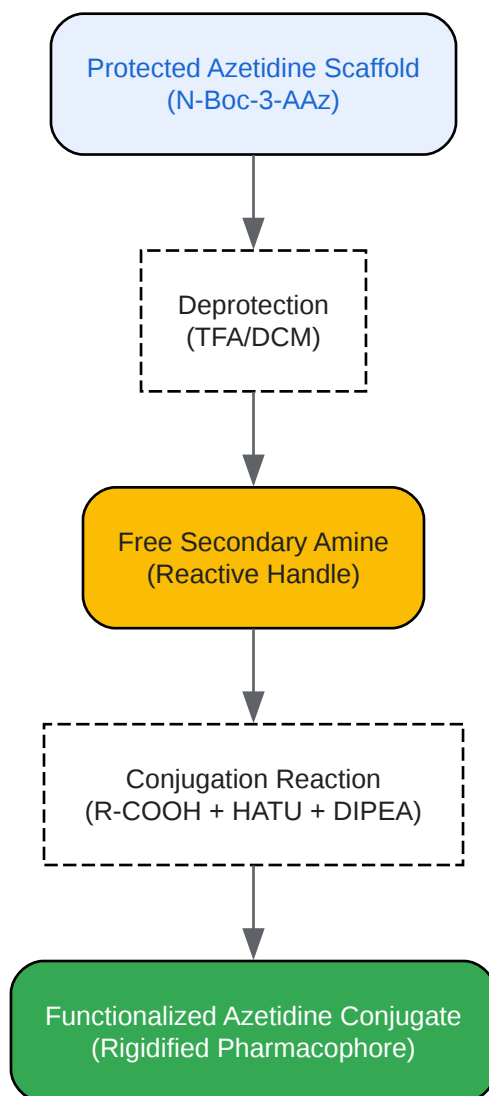 Protected Azetidine Scaffold
(N-Boc-3-AAz)
Deprotection
(TFA/DCM)
Free Secondary Amine
(Reactive Handle)
Conjugation Reaction
(R-COOH + HATU + DIPEA)
Functionalized Azetidine Conjugate
(Rigidified Pharmacophore)